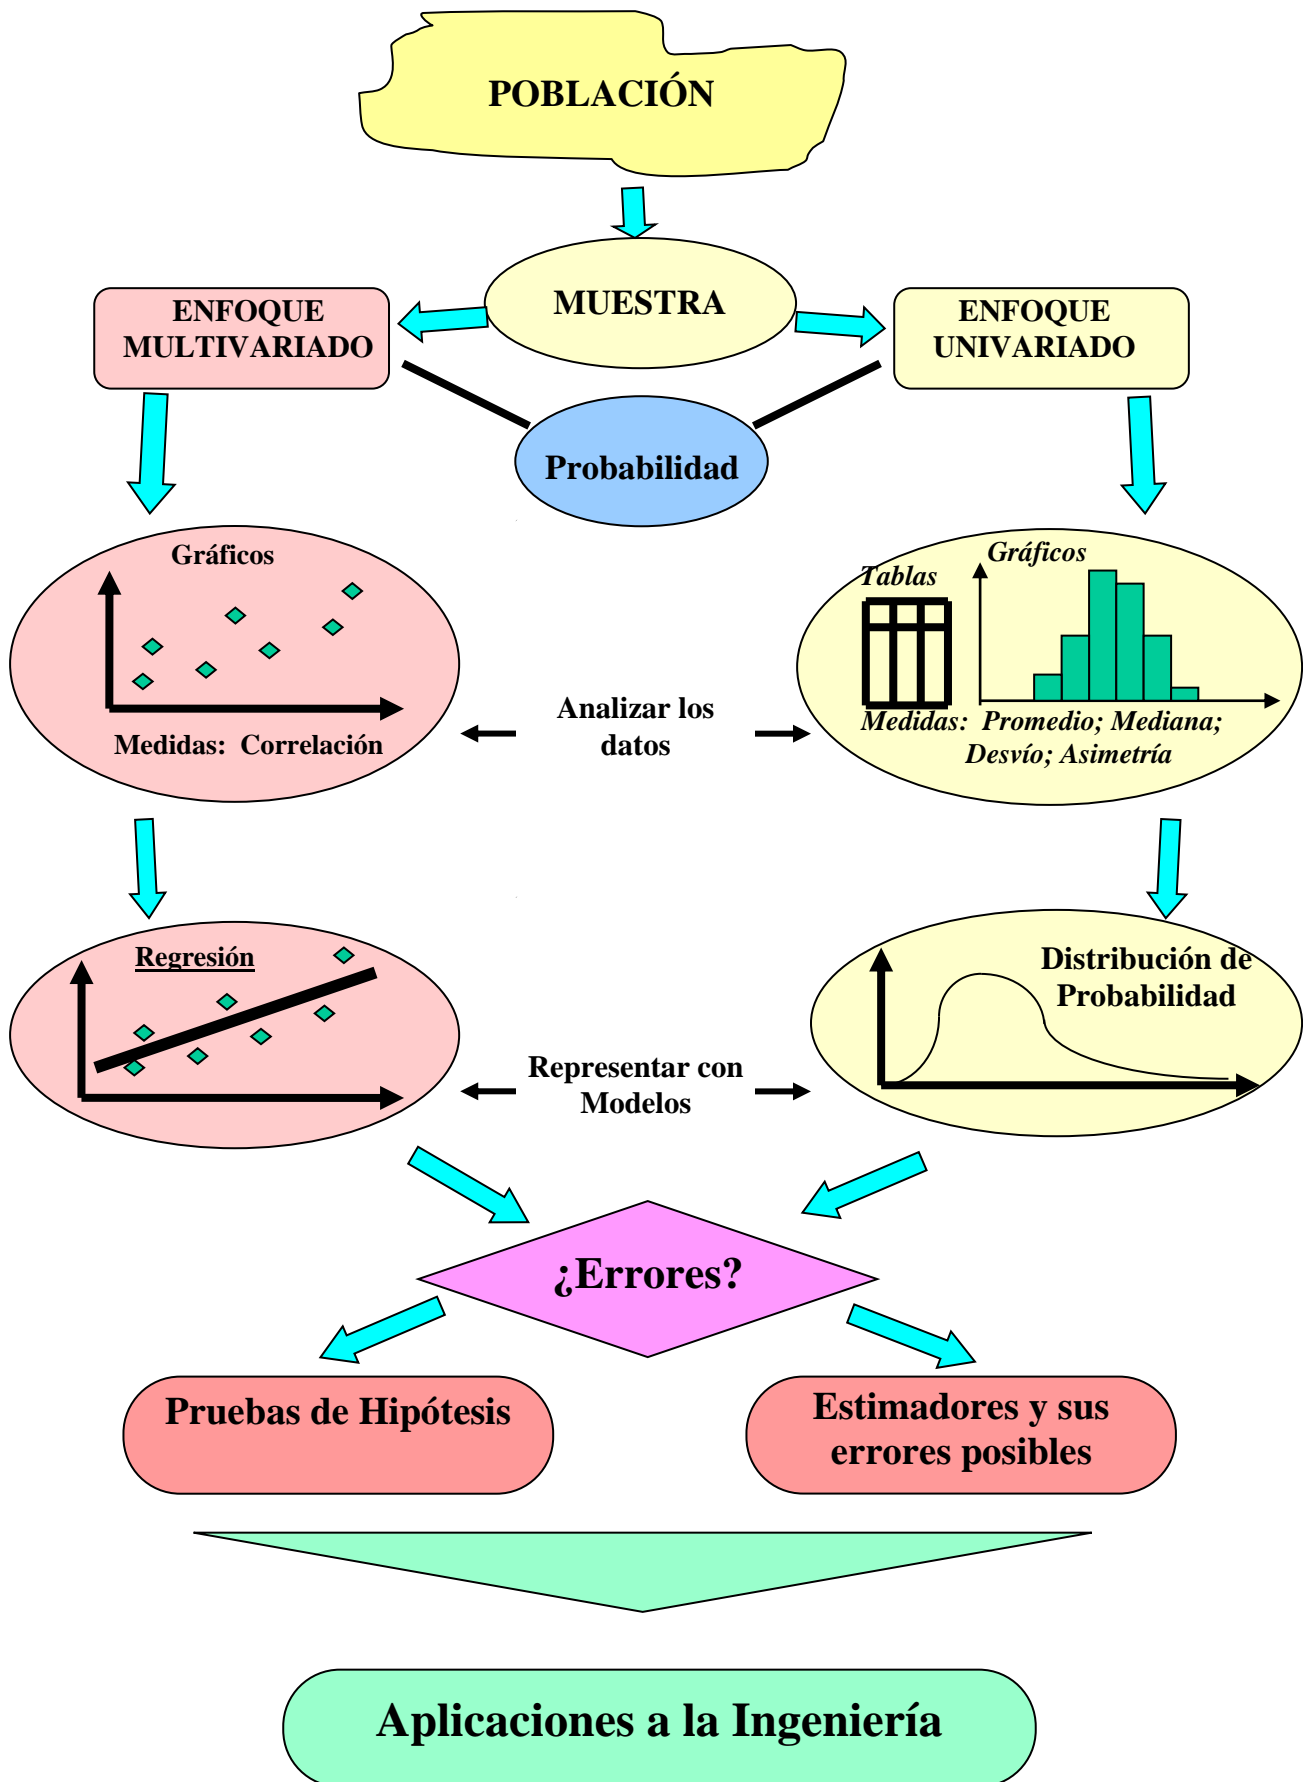 POBLACIÓN
MUESTRA
ENFOQUE
MULTIVARIADO
ENFOQUE
UNIVARIADO
Probabilidad
Gráficos
Medidas: Correlación
Analizar los
datos
Gráficos
Tablas
Medidas: Promedio; Mediana;
Desvío; Asimetría
Regresión
Representar con
Modelos
Distribución de
Probabilidad
¿Errores?
Pruebas de Hipótesis
Estimadores y sus
errores posibles
Aplicaciones a la Ingeniería